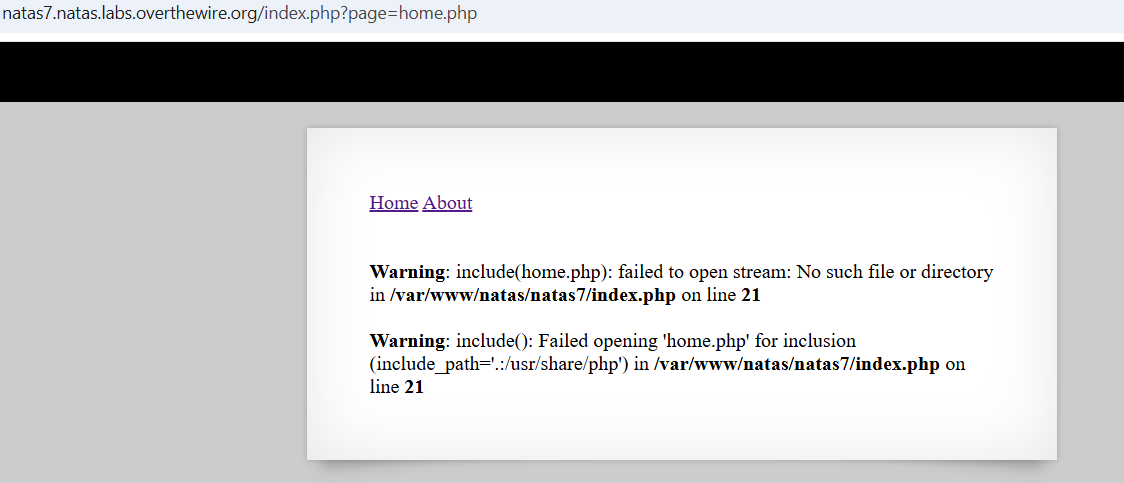 natas7.natas.labs.overthewire.org/index.php?page=home.php
Home About
Warning: include(home.php): failed to open stream: No such file or directory
in /var/www/natas/natas7/index.php on line 21
Warning: include(): Failed opening 'home.php' for inclusion
(include_path='.:/usr/share/php') in /var/www/natas/natas7/index.php on
line 21